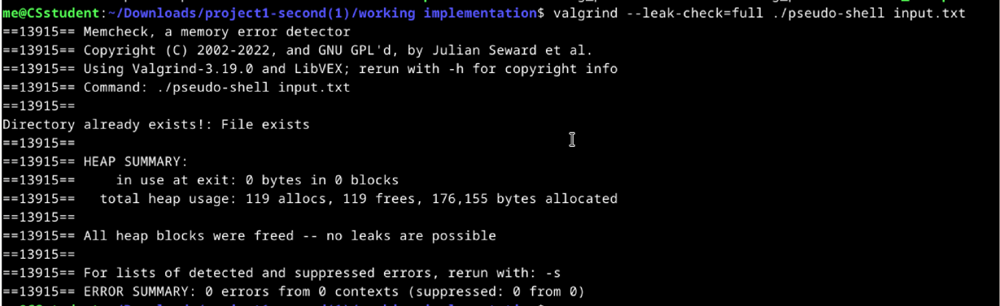 me@CSstudent:~/Downloads/project1-second(1)/working implementation$ valgrind --leak-check=full ./pseudo-shell input.txt
==13915== Memcheck, a memory error detector
==13915== Copyright (C) 2002-2022, and GNU GPL'd, by Julian Seward et al.
==13915== Using Valgrind-3.19.0 and LibVEX; rerun with -h for copyright info
==13915== Command: ./pseudo-shell input.txt
==13915==
Directory already exists!: File exists
==13915==
==13915== HEAP SUMMARY:
==13915==     in use at exit: 0 bytes in 0 blocks
==13915==   total heap usage: 119 allocs, 119 frees, 176,155 bytes allocated
==13915==
==13915== All heap blocks were freed -- no leaks are possible
==13915==
==13915== For lists of detected and suppressed errors, rerun with: -s
==13915== ERROR SUMMARY: 0 errors from 0 contexts (suppressed: 0 from 0)